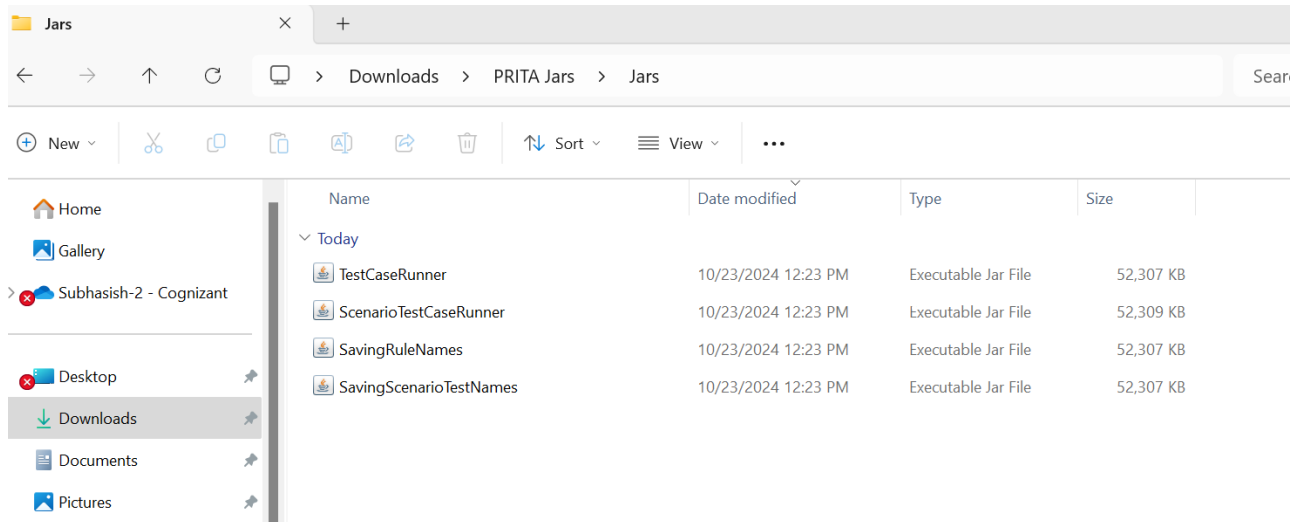 Jars
Downloads > PRITA Jars > Jars
New Sort View
Name Date modified Type Size
Home
Gallery
Subhasish-2 - Cognizant
Desktop
Downloads
Documents
Pictures
Today
TestCaseRunner 10/23/2024 12:23 PM Executable Jar File 52,307 KB
ScenarioTestCaseRunner 10/23/2024 12:23 PM Executable Jar File 52,309 KB
SavingRuleNames 10/23/2024 12:23 PM Executable Jar File 52,307 KB
SavingScenarioTestNames 10/23/2024 12:23 PM Executable Jar File 52,307 KB